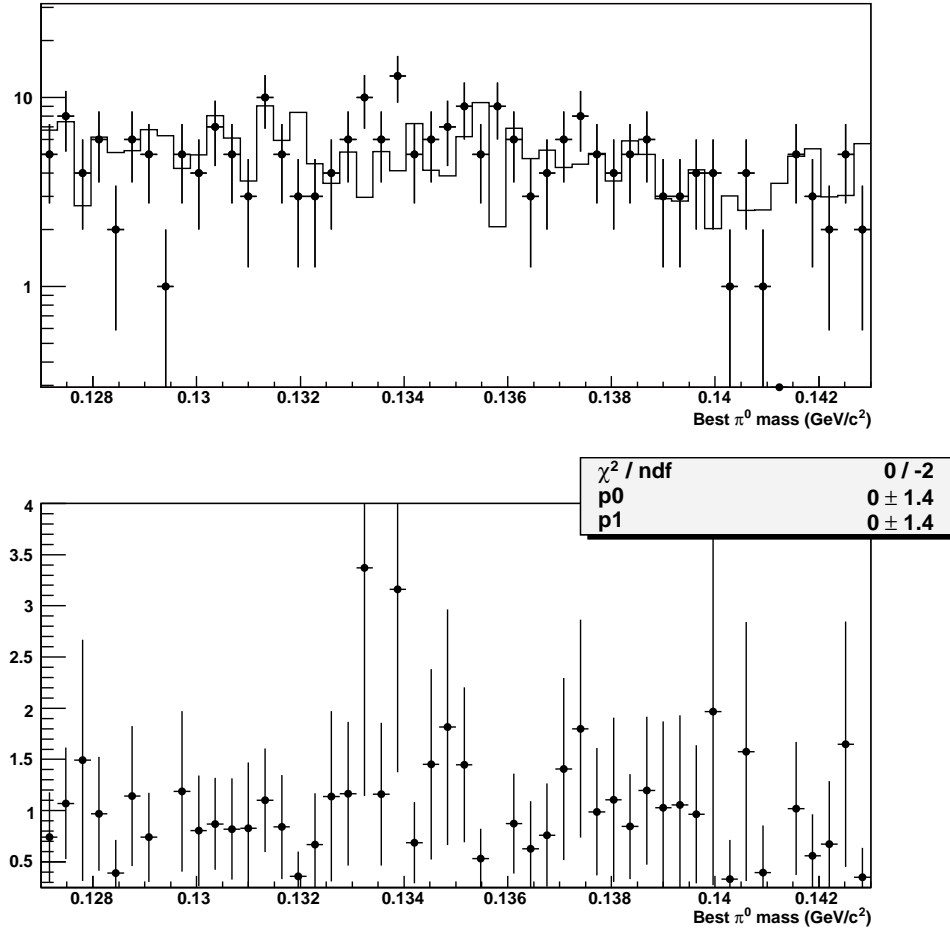 10
1
0.128 0.13 0.132 0.134 0.136 0.138 0.14 0.142
Best π⁰ mass (GeV/c²)
χ² / ndf 0 / -2
p0 0 ± 1.4
p1 0 ± 1.4
4
3.5
3
2.5
2
1.5
1
0.5
0.128 0.13 0.132 0.134 0.136 0.138 0.14 0.142
Best π⁰ mass (GeV/c²)